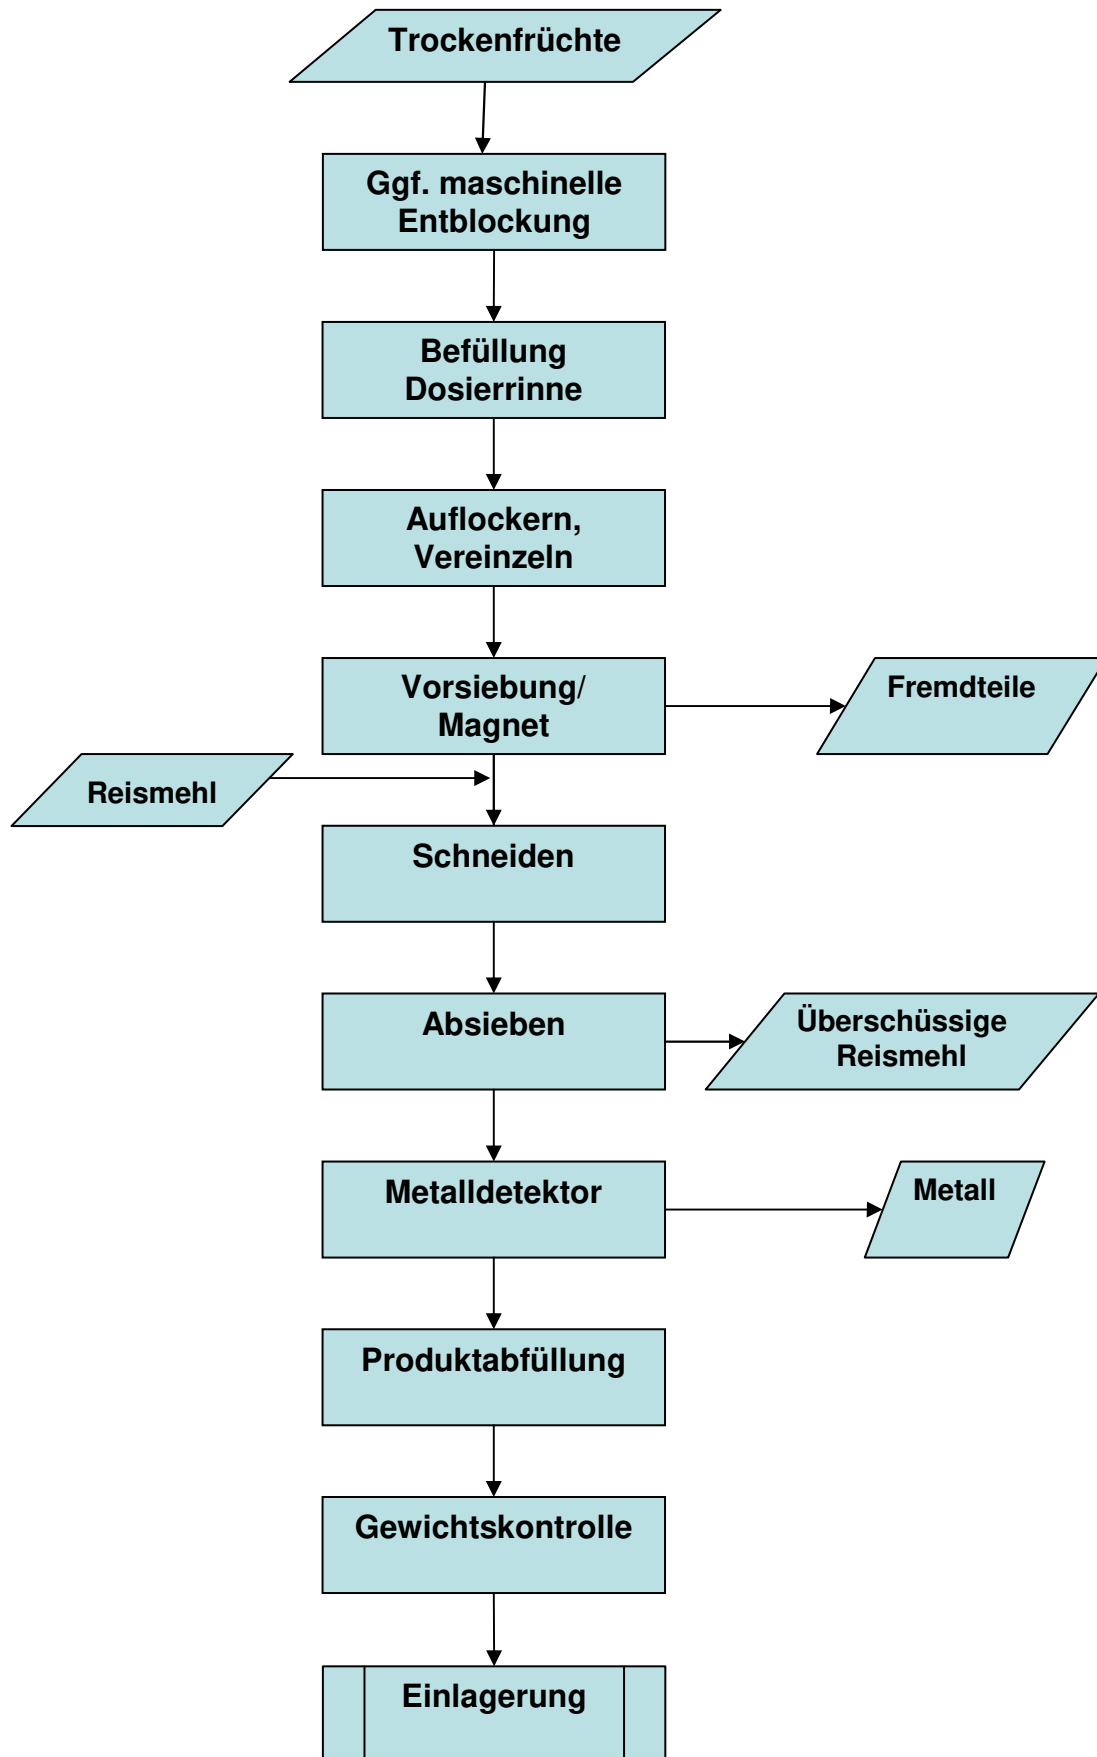 Trockenfrüchte
Ggf. maschinelle
Entblockung
Befüllung
Dosierrinne
Auflockern,
Vereinzeln
Vorsiebung/
Magnet
Fremdteile
Reismehl
Schneiden
Absieben
Überschüssige
Reismehl
Metalldetektor
Metall
Produktabfüllung
Gewichtskontrolle
Einlagerung